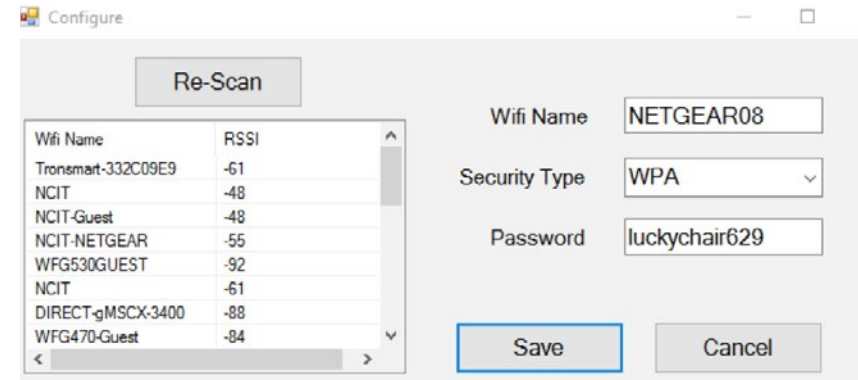 Configure
Re-Scan
Wifi Name RSSI
Tronsmart-332C09E9 -61
NCIT -48
NCIT-Guest -48
NCIT-NETGEAR -55
WFG530GUEST -92
NCIT -61
DIRECT-gMSCX-3400 -88
WFG470-Guest -84
Wifi Name NETGEAR08
Security Type WPA
Password luckychair629
Save Cancel